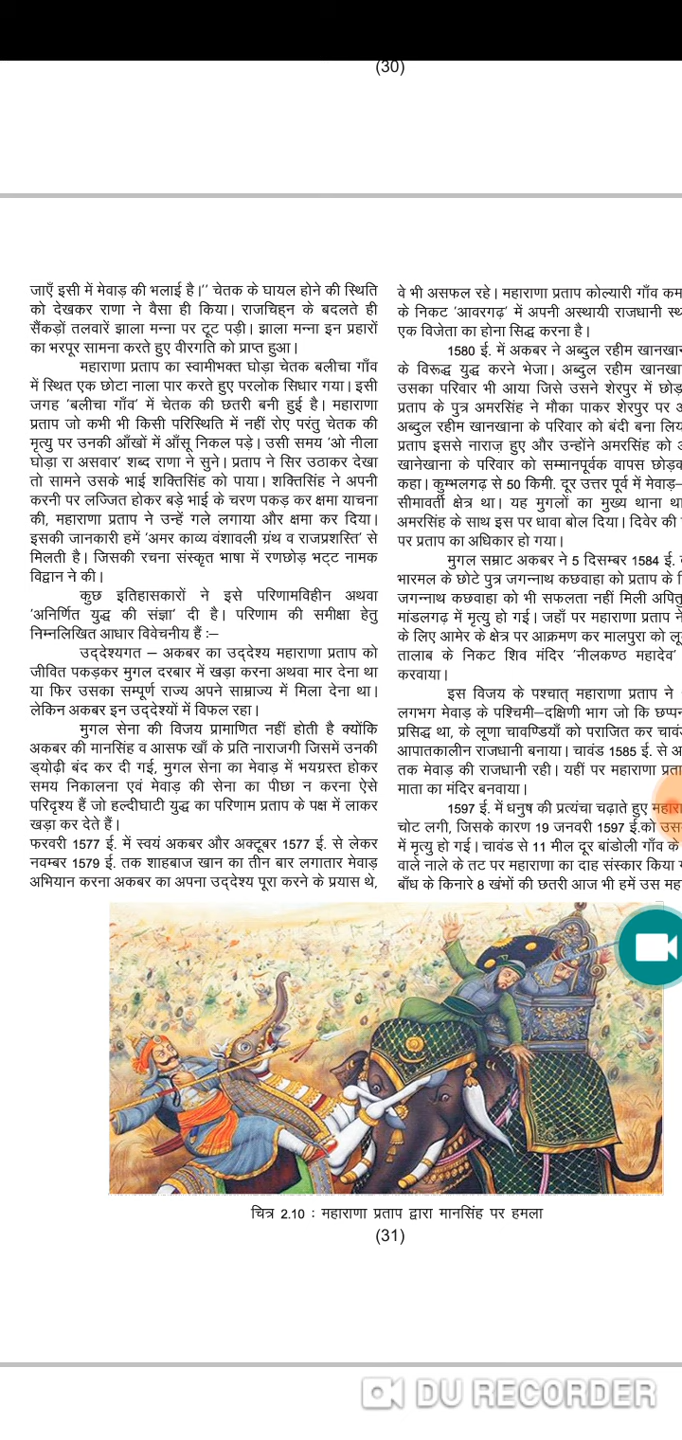 (30)
जाएँ इसी में मेवाड़ की भलाई है।'' चेतक के घायल होने की स्थिति
को देखकर राणा ने वैसा ही किया। राजचिह्न के बदलते ही
सैंकड़ों तलवारें झाला मन्ना पर टूट पड़ी। झाला मन्ना इन प्रहारों
का भरपूर सामना करते हुए वीरगति को प्राप्त हुआ।
महाराणा प्रताप का स्वामीभक्त घोड़ा चेतक बलीचा गाँव
में स्थित एक छोटा नाला पार करते हुए परलोक सिधार गया। इसी
जगह 'बलीचा गाँव' में चेतक की छतरी बनी हुई है। महाराणा
प्रताप जो कभी भी किसी परिस्थिति में नहीं रोए परंतु चेतक की
मृत्यु पर उनकी आँखों में आँसू निकल पड़े। उसी समय 'ओ नीला
घोड़ा रा असवार' शब्द राणा ने सुने। प्रताप ने सिर उठाकर देखा
तो सामने उसके भाई शक्तिसिंह को पाया। शक्तिसिंह ने अपनी
करनी पर लज्जित होकर बड़े भाई के चरण पकड़ कर क्षमा याचना
की, महाराणा प्रताप ने उन्हें गले लगाया और क्षमा कर दिया।
इसकी जानकारी हमें 'अमर काव्य वंशावली ग्रंथ व राजप्रशस्ति' से
मिलती है। जिसकी रचना संस्कृत भाषा में रणछोड़ भट्ट नामक
विद्वान ने की।
कुछ इतिहासकारों ने इसे परिणामविहीन अथवा
'अनिर्णित युद्ध की संज्ञा' दी है। परिणाम की समीक्षा हेतु
निम्नलिखित आधार विवेचनीय हैं :–
उद्देश्यगत – अकबर का उद्देश्य महाराणा प्रताप को
जीवित पकड़कर मुगल दरबार में खड़ा करना अथवा मार देना था
या फिर उसका सम्पूर्ण राज्य अपने साम्राज्य में मिला देना था।
लेकिन अकबर इन उद्देश्यों में विफल रहा।
मुगल सेना की विजय प्रामाणित नहीं होती है क्योंकि
अकबर की मानसिंह व आसफ खाँ के प्रति नाराजगी जिसमें उनकी
ड्योढ़ी बंद कर दी गई, मुगल सेना का मेवाड़ में भयग्रस्त होकर
समय निकालना एवं मेवाड़ की सेना का पीछा न करना ऐसे
परिदृश्य हैं जो हल्दीघाटी युद्ध का परिणाम प्रताप के पक्ष में लाकर
खड़ा कर देते हैं।
फरवरी 1577 ई. में स्वयं अकबर और अक्टूबर 1577 ई. से लेकर
नवम्बर 1579 ई. तक शाहबाज खान का तीन बार लगातार मेवाड़
अभियान करना अकबर का अपना उद्देश्य पूरा करने के प्रयास थे,
वे भी असफल रहे। महाराणा प्रताप कोल्यारी गाँव कम
के निकट 'आवरगढ़' में अपनी अस्थायी राजधानी स्थ
एक विजेता का होना सिद्ध करना है।
1580 ई. में अकबर ने अब्दुल रहीम खानखान
के विरूद्ध युद्ध करने भेजा। अब्दुल रहीम खानखा
उसका परिवार भी आया जिसे उसने शेरपुर में छोड़
प्रताप के पुत्र अमरसिंह ने मौका पाकर शेरपुर पर
अब्दुल रहीम खानखाना के परिवार को बंदी बना लिय
प्रताप इससे नाराज़ हुए और उन्होंने अमरसिंह को
खानेखाना के परिवार को सम्मानपूर्वक वापस छोड़क
कहा। कुम्भलगढ़ से 50 किमी. दूर उत्तर पूर्व में मेवाड़–
सीमावर्ती क्षेत्र था। यह मुगलों का मुख्य थाना था
अमरसिंह के साथ इस पर धावा बोल दिया। दिवेर की
पर प्रताप का अधिकार हो गया।
मुगल सम्राट अकबर ने 5 दिसम्बर 1584 ई.
भारमल के छोटे पुत्र जगन्नाथ कछवाहा को प्रताप के
जगन्नाथ कछवाहा को भी सफलता नहीं मिली अपितु
मांडलगढ़ में मृत्यु हो गई। जहाँ पर महाराणा प्रताप ने
के लिए आमेर के क्षेत्र पर आक्रमण कर मालपुरा को लू
तालाब के निकट शिव मंदिर 'नीलकण्ठ महादेव'
करवाया।
इस विजय के पश्चात् महाराणा प्रताप ने
लगभग मेवाड़ के पश्चिमी–दक्षिणी भाग जो कि छप्पन
प्रसिद्ध था, के लूणा चावण्डियाँ को पराजित कर चावं
आपातकालीन राजधानी बनाया। चावंड 1585 ई. से अ
तक मेवाड़ की राजधानी रही। यहीं पर महाराणा प्रता
माता का मंदिर बनवाया।
1597 ई. में धनुष की प्रत्यंचा चढ़ाते हुए महारा
चोट लगी, जिसके कारण 19 जनवरी 1597 ई.को उस
में मृत्यु हो गई। चावंड से 11 मील दूर बांडोली गाँव के
वाले नाले के तट पर महाराणा का दाह संस्कार किया
बाँध के किनारे 8 खंभों की छतरी आज भी हमें उस मह
चित्र 2.10 : महाराणा प्रताप द्वारा मानसिंह पर हमला
(31)
DU RECORDER